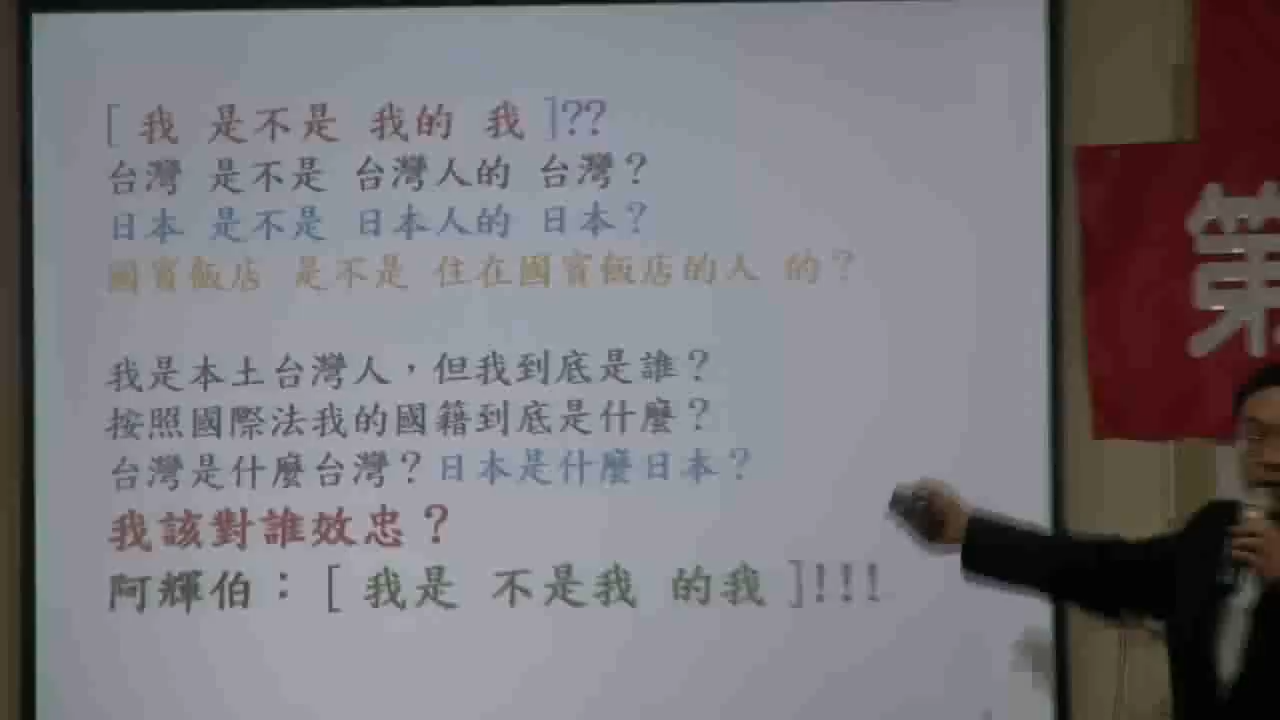 [ 我 是不是 我的 我 ]??
台灣 是不是 台灣人的 台灣？
日本 是不是 日本人的 日本？
國賓飯店 是不是 住在國賓飯店的人 的？
我是本土台灣人，但我到底是誰？
按照國際法我的國籍到底是什麼？
台灣是什麼台灣？日本是什麼日本？
我該對誰效忠？
阿輝伯：[ 我是 不是我 的我 ]!!!
第